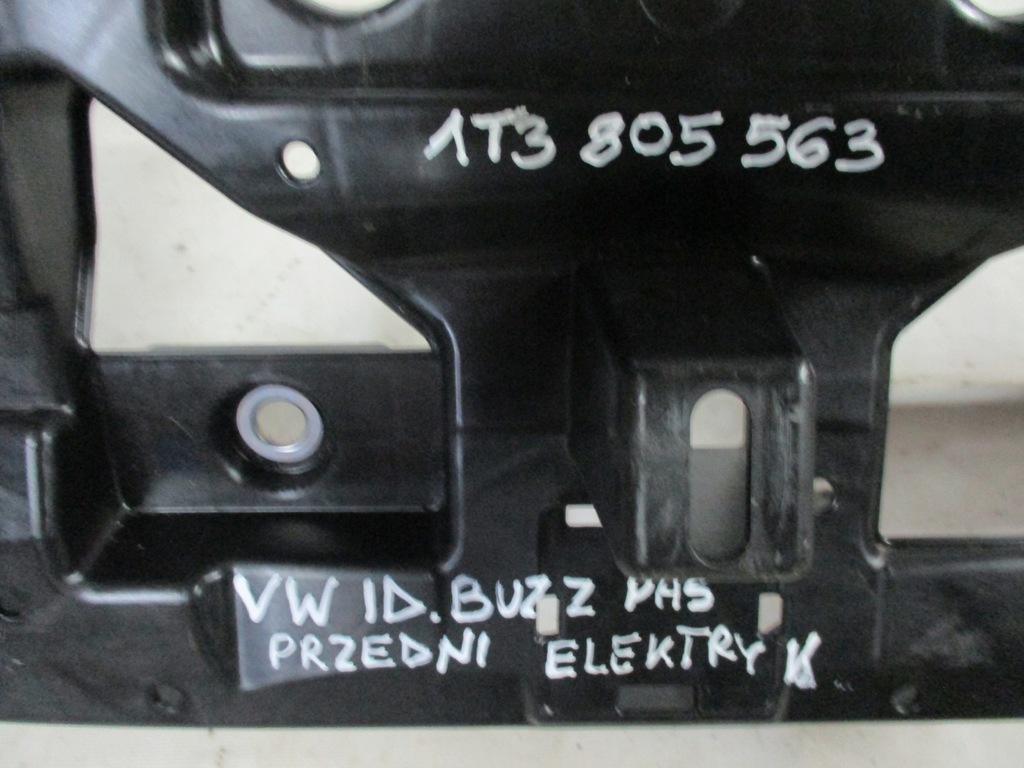 1T3 805 563
VW ID. BUZZ PAS
PRZEDNI ELEKTRYK